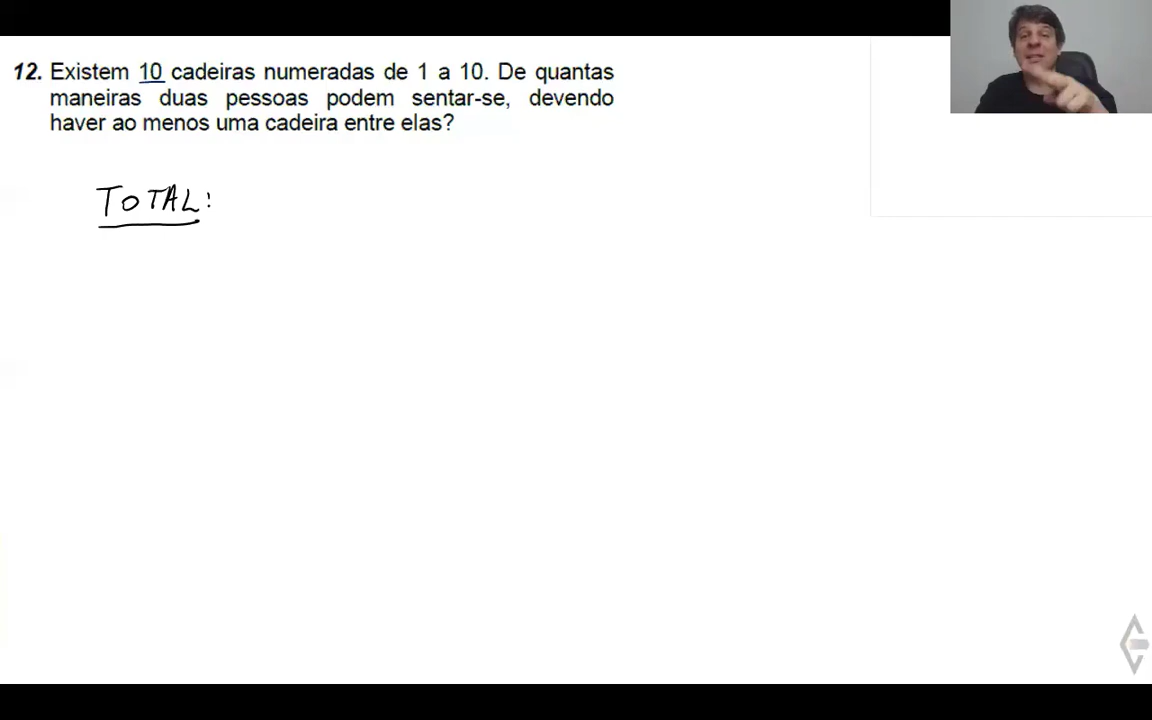 12. Existem 10 cadeiras numeradas de 1 a 10. De quantas
maneiras duas pessoas podem sentar-se, devendo
haver ao menos uma cadeira entre elas?
TOTAL: